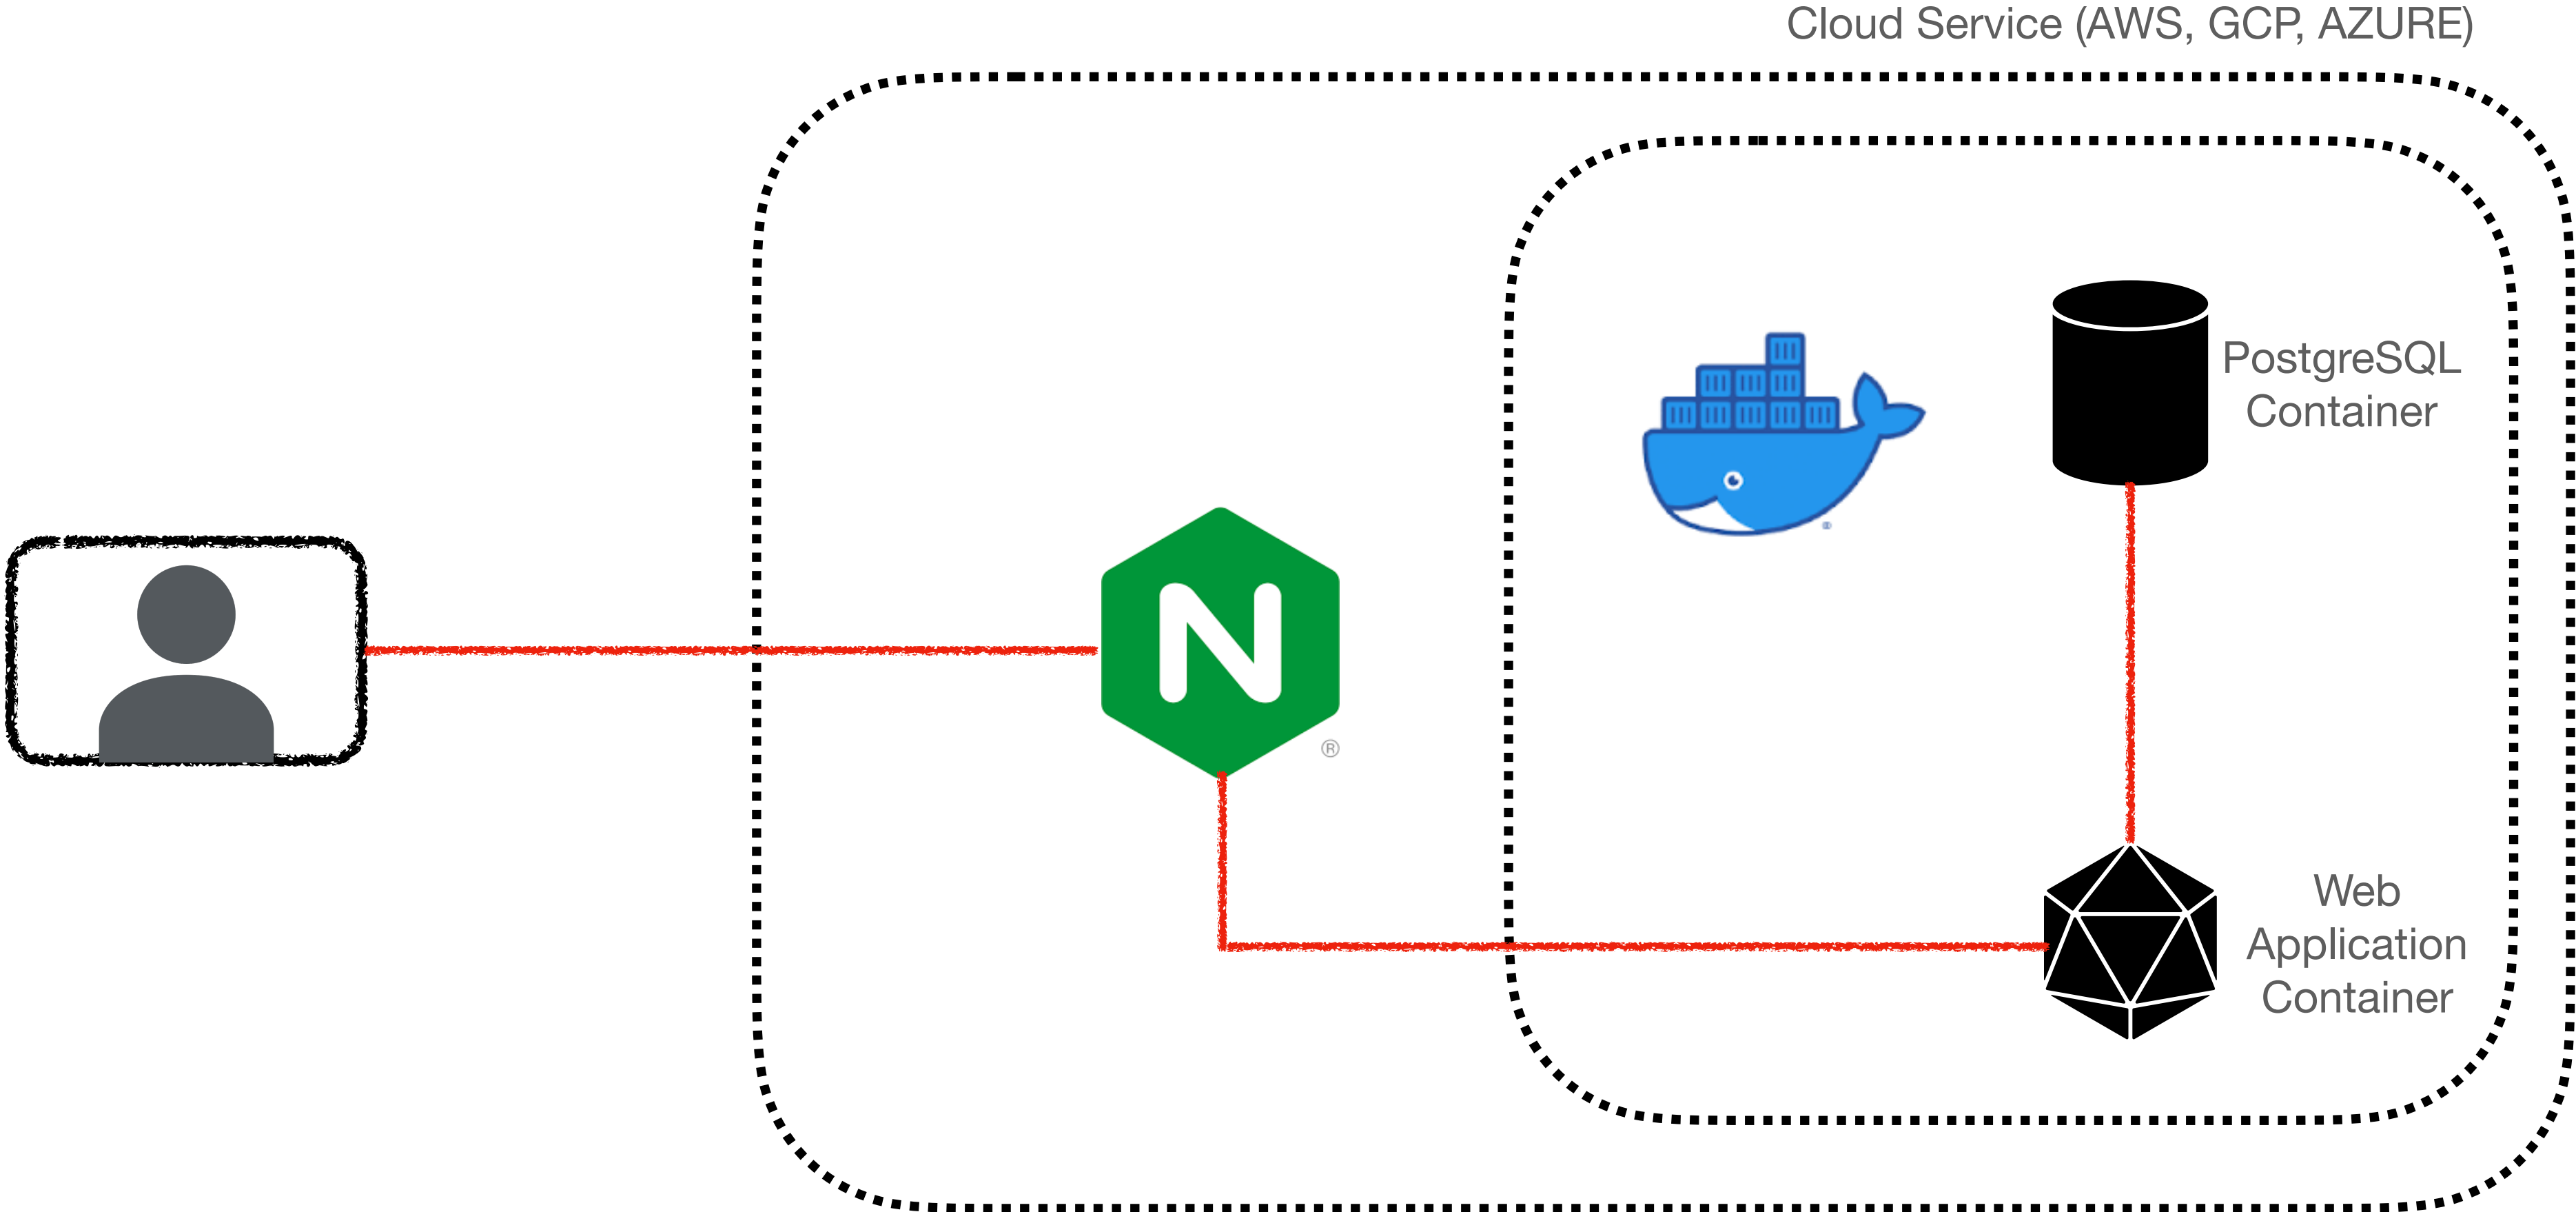 Cloud Service (AWS, GCP, AZURE)
PostgreSQL
Container
N
®
Web
Application
Container